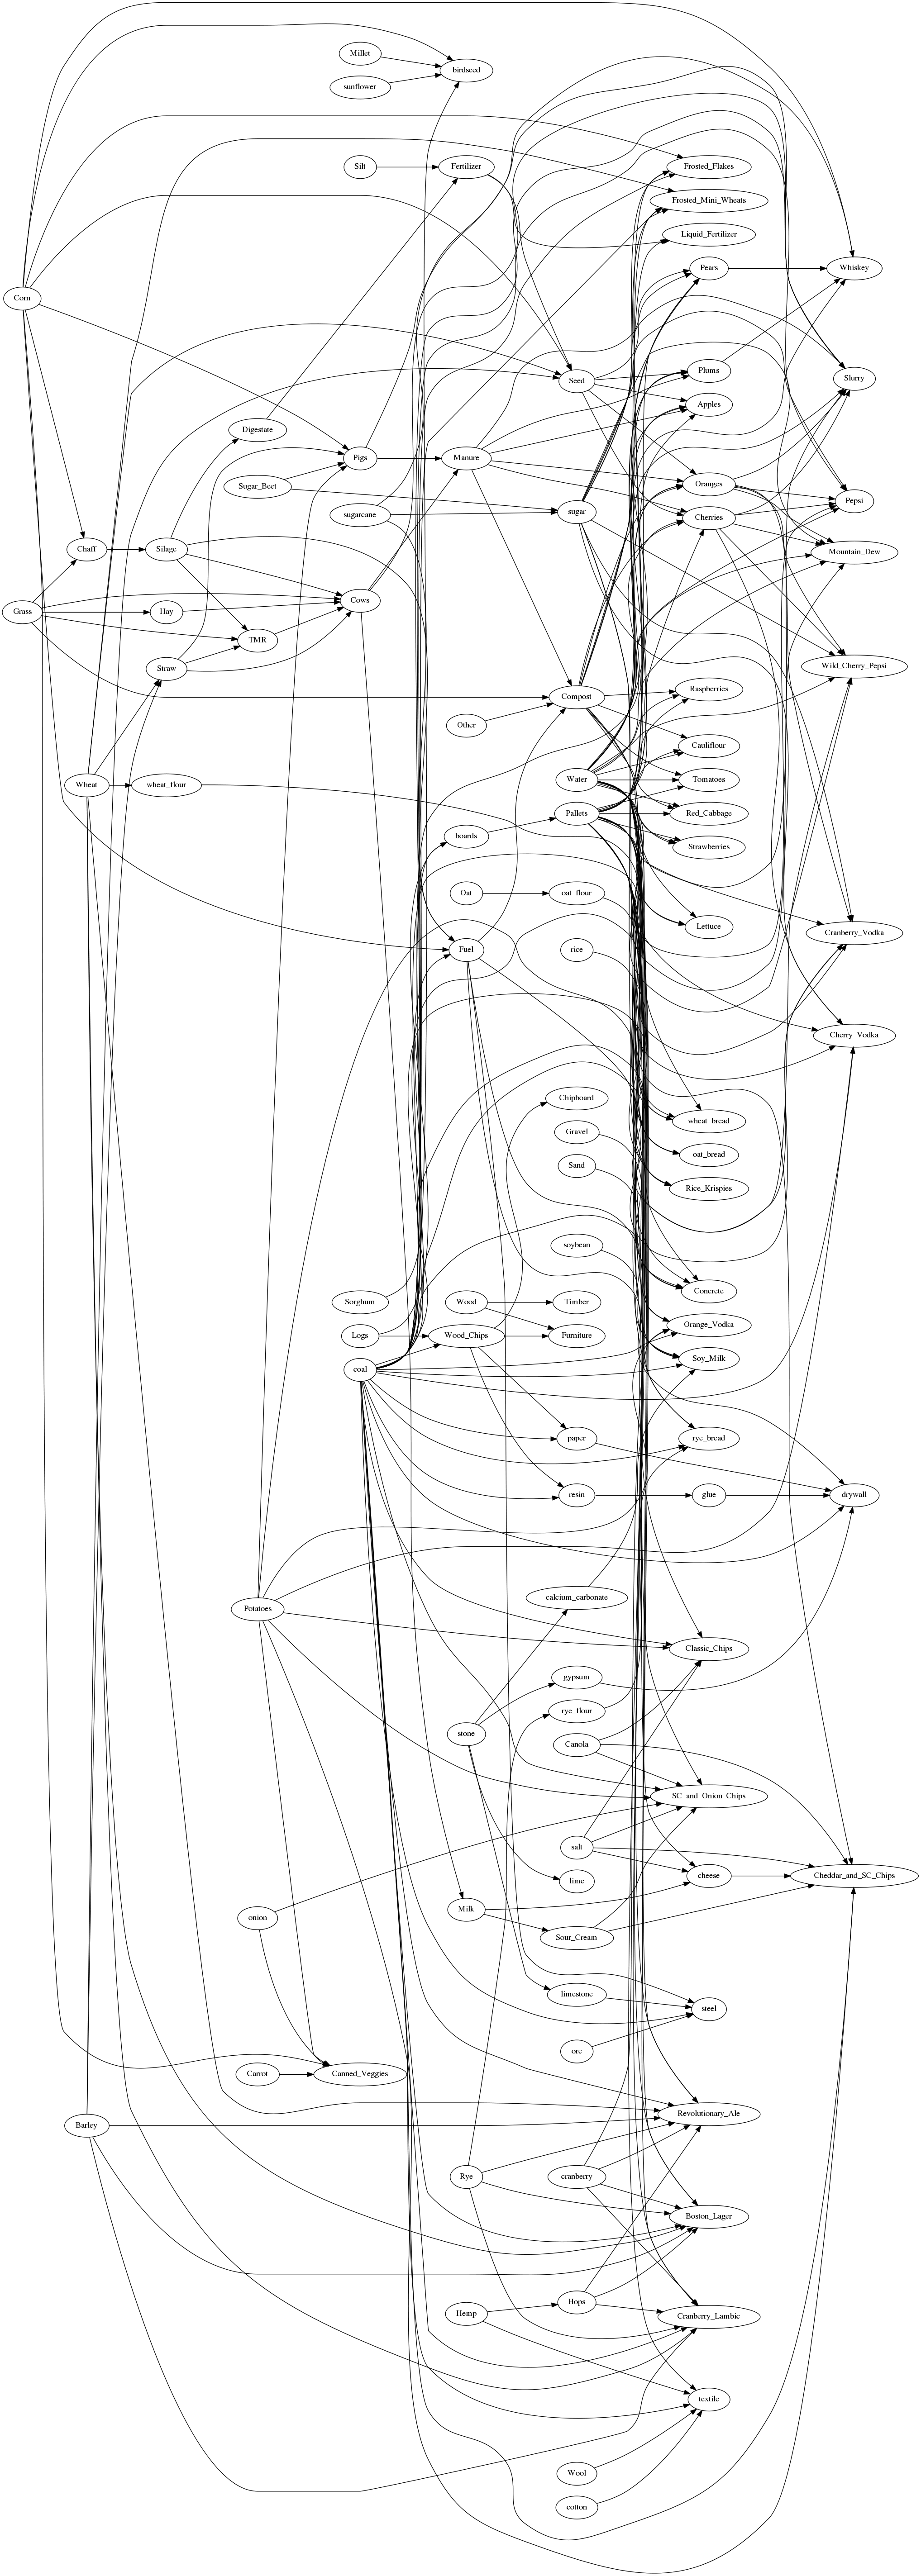 Millet
birdseed
sunflower
Silt
Fertilizer
Frosted_Flakes
Frosted_Mini_Wheats
Liquid_Fertilizer
Pears
Whiskey
Corn
Plums
Slurry
Seed
Apples
Digestate
Pigs
Manure
Sugar_Beet
Oranges
Pepsi
sugarcane
sugar
Cherries
Chaff
Silage
Mountain_Dew
Cows
Grass
Hay
TMR
Straw
Wild_Cherry_Pepsi
Compost
Raspberries
Other
Cauliflour
Water
Tomatoes
Wheat
wheat_flour
Pallets
Red_Cabbage
boards
Strawberries
Oat
oat_flour
Lettuce
Cranberry_Vodka
Fuel
rice
Cherry_Vodka
Chipboard
wheat_bread
Gravel
oat_bread
Sand
Rice_Krispies
soybean
Concrete
Sorghum
Wood
Timber
Orange_Vodka
Logs
Wood_Chips
Furniture
Soy_Milk
coal
paper
rye_bread
resin
glue
drywall
calcium_carbonate
Potatoes
Classic_Chips
gypsum
rye_flour
stone
Canola
SC_and_Onion_Chips
salt
cheese
Cheddar_and_SC_Chips
lime
Milk
onion
Sour_Cream
limestone
steel
ore
Carrot
Canned_Veggies
Revolutionary_Ale
Barley
Rye
cranberry
Boston_Lager
Hops
Hemp
Cranberry_Lambic
textile
Wool
cotton